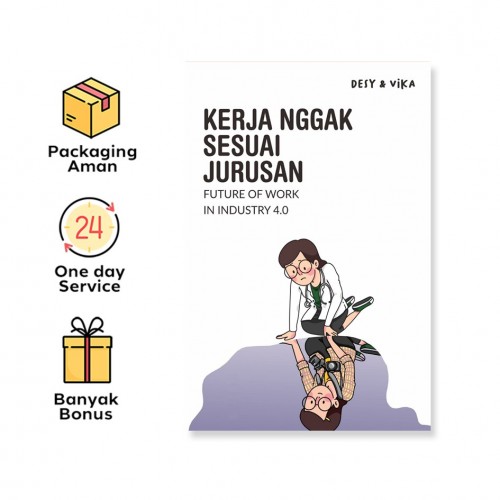 Packaging
Aman
24
One day
Service
Banyak
Bonus
DESY & VIKA
KERJA NGGAK
SESUAI
JURUSAN
FUTURE OF WORK
IN INDUSTRY 4.0